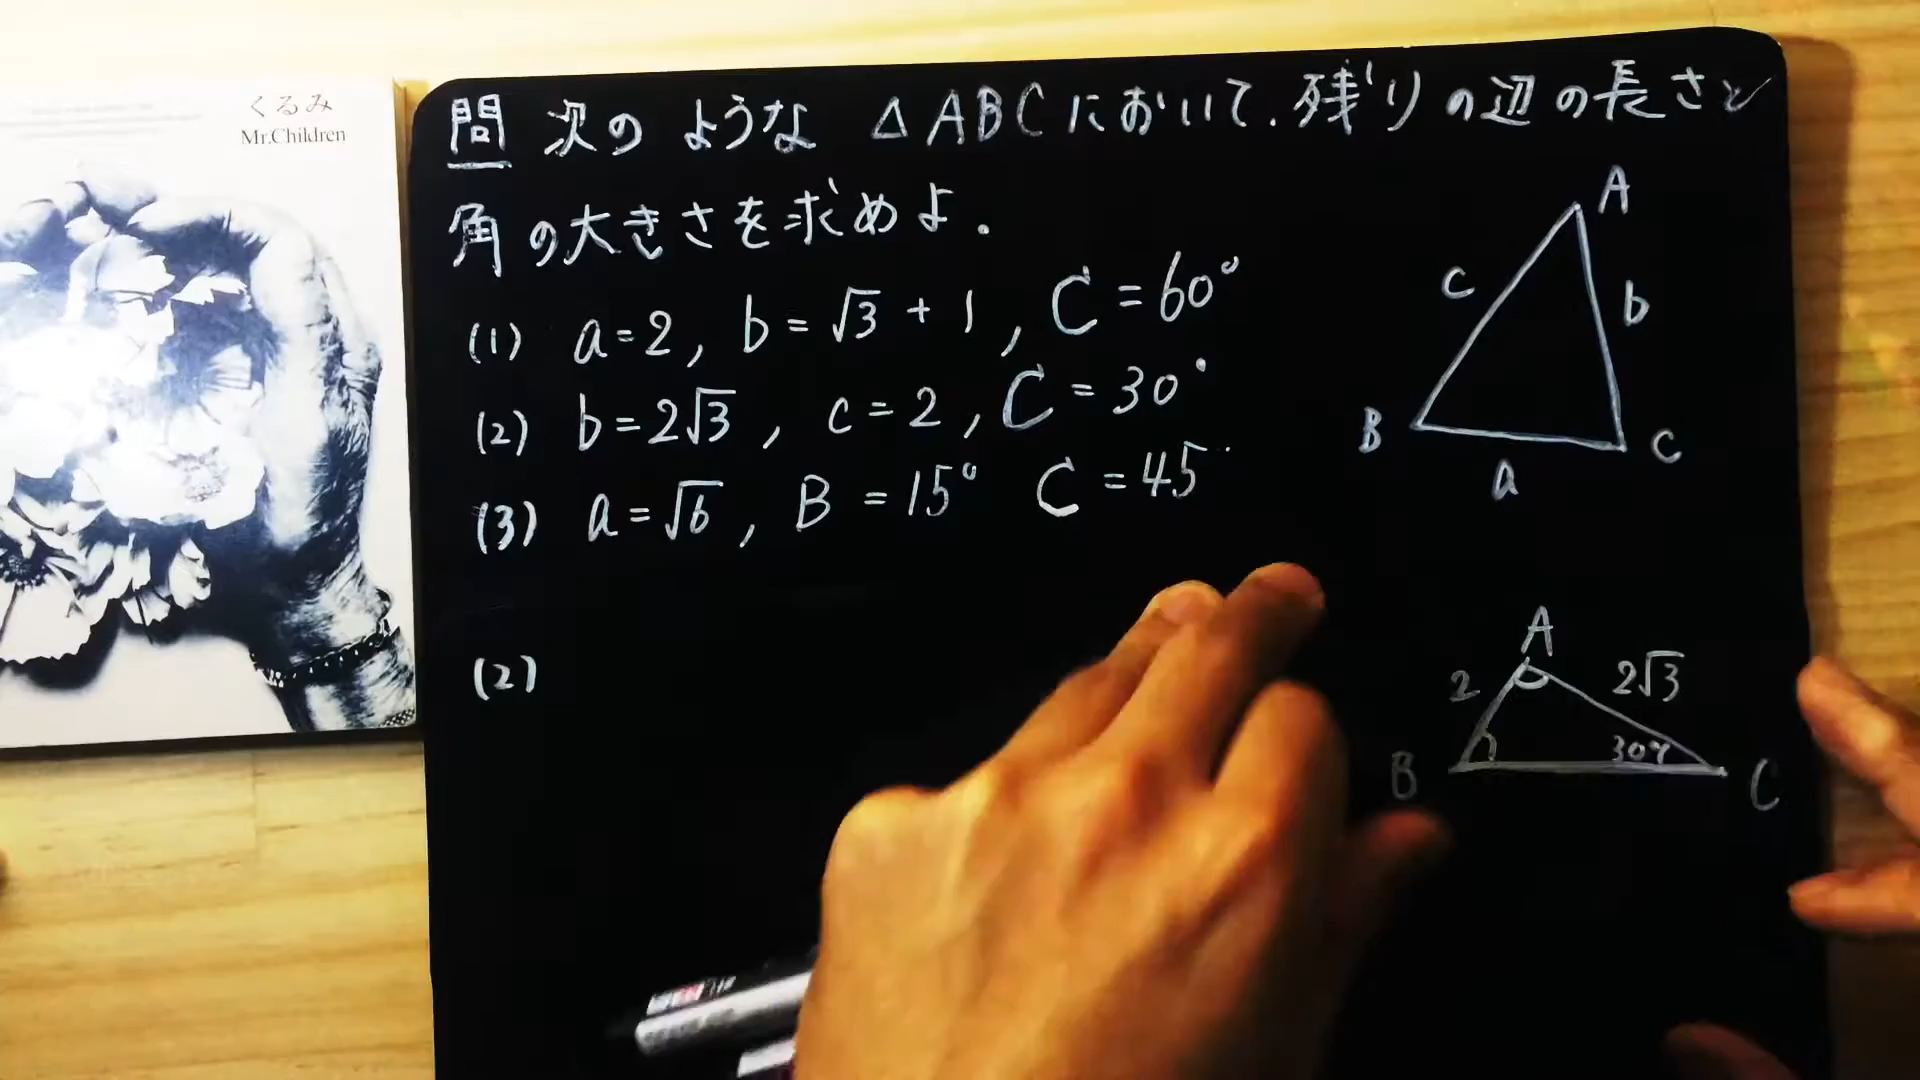 くるみ
Mr.Children
問 次のような △ABCにおいて、残りの辺の長さと
角の大きさを求めよ.
(1) a=2, b=√3+1, C=60°
(2) b=2√3, c=2, C=30°
(3) a=√6, B=15° C=45°
A
c
b
B
C
a
(2)
A
2
2√3
30°
B
C